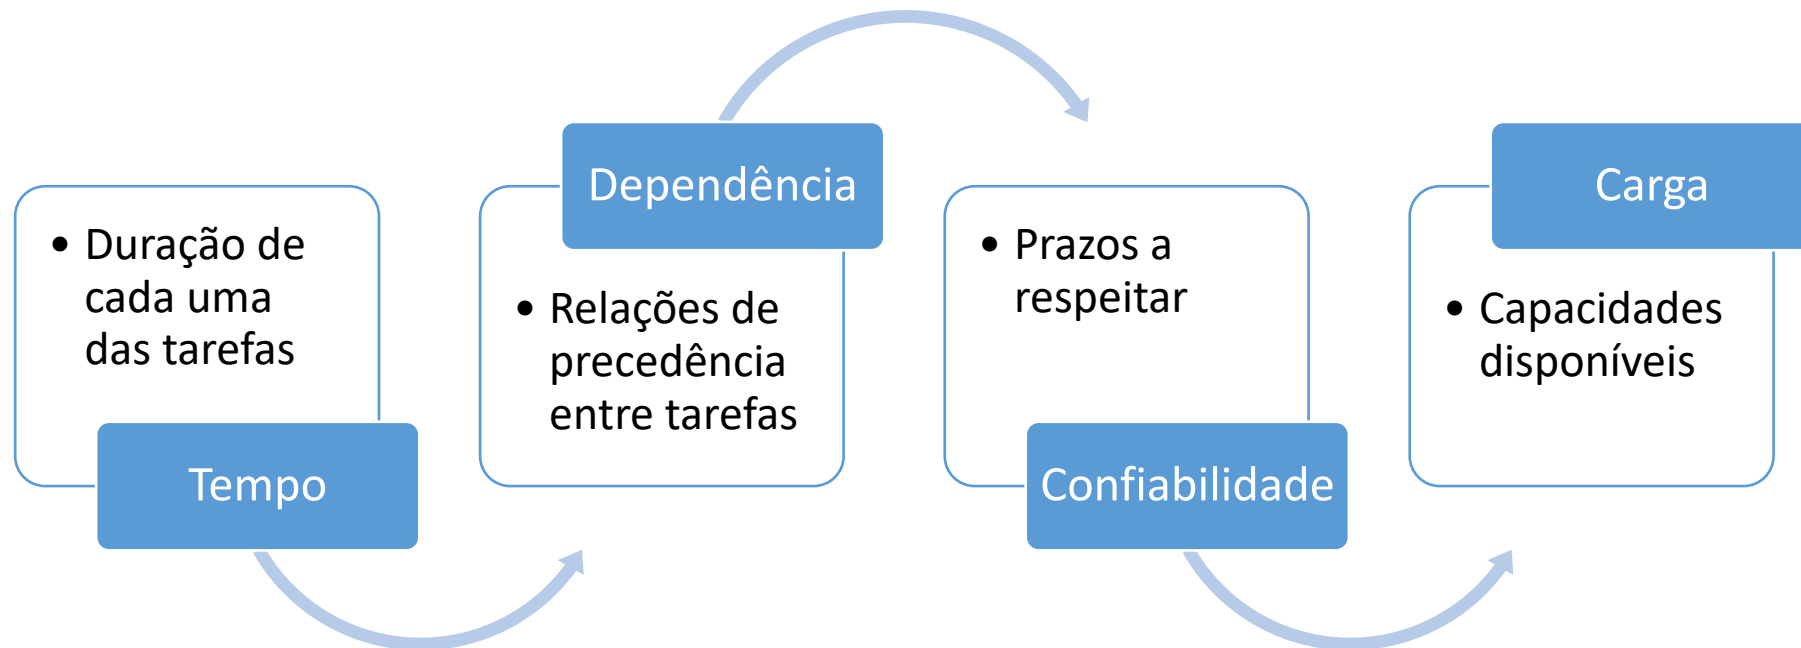 • Duração de
cada uma
das tarefas
Tempo
Dependência
• Relações de
precedência
entre tarefas
• Prazos a
respeitar
Confiabilidade
Carga
• Capacidades
disponíveis